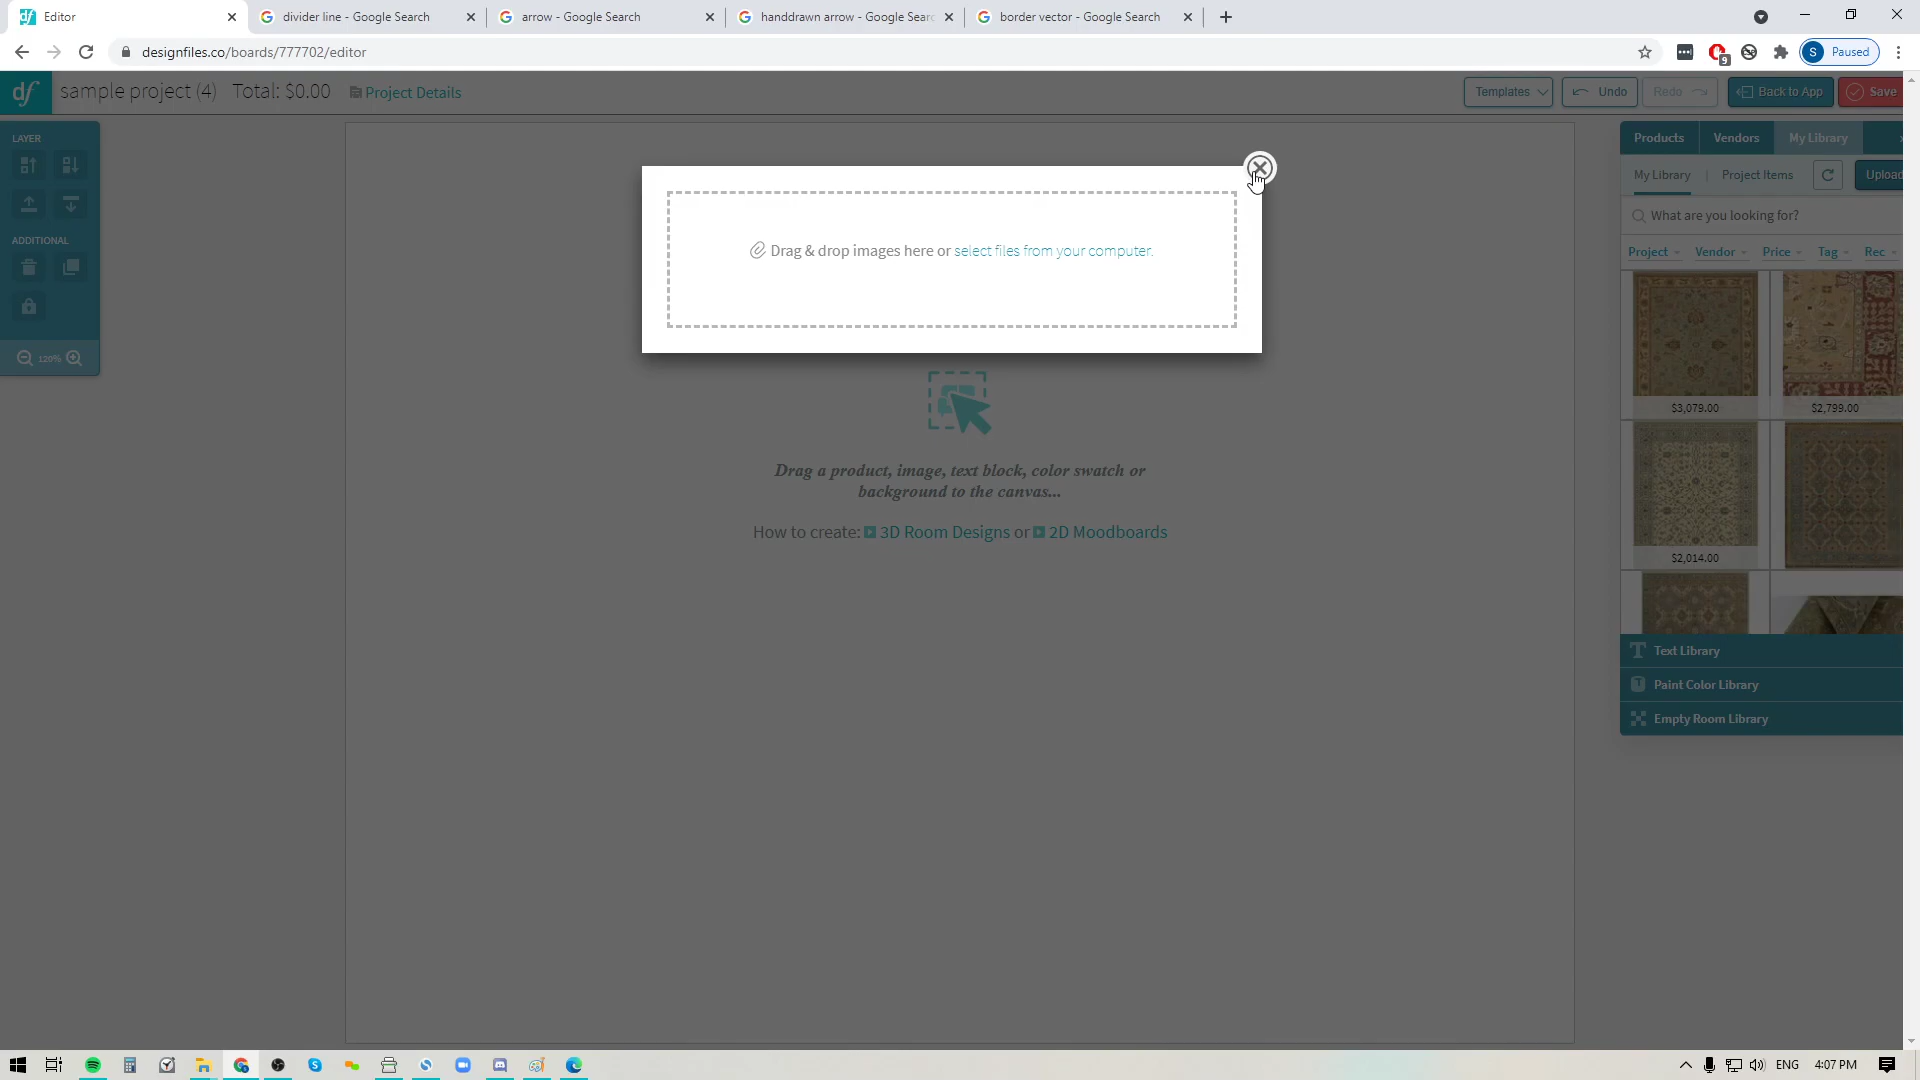 Editor
divider line - Google Search
arrow - Google Search
handdrawn arrow - Google Sear
border vector - Google Search
designfiles.co/boards/777702/editor
9
S Paused
df sample project (4) Total: $0.00 Project Details
Templates
Undo
Redo
Back to App
Save
LAYER
ADDITIONAL
120%
Products Vendors My Library
My Library | Project Items
Upload
What are you looking for?
Project Vendor Price Tag Rec
$3,079.00
$2,799.00
$2,014.00
Text Library
Paint Color Library
Empty Room Library
Drag & drop images here or select files from your computer.
Drag a product, image, text block, color swatch or
background to the canvas...
How to create: 3D Room Designs or 2D Moodboards
ENG
4:07 PM